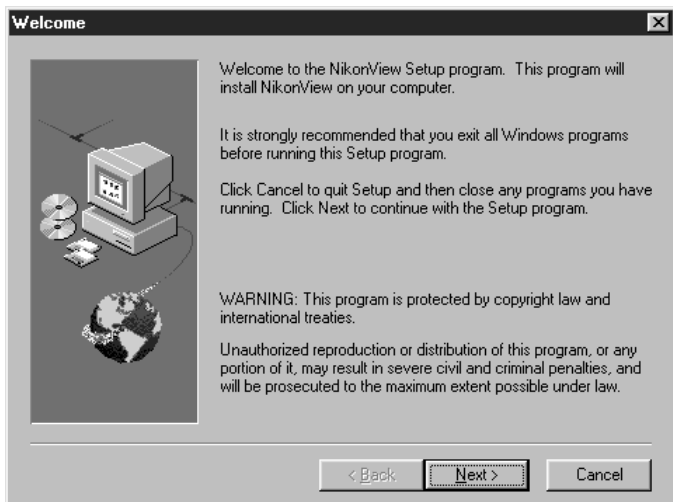 Welcome
Welcome to the NikonView Setup program. This program will
install NikonView on your computer.
It is strongly recommended that you exit all Windows programs
before running this Setup program.
Click Cancel to quit Setup and then close any programs you have
running. Click Next to continue with the Setup program.
WARNING: This program is protected by copyright law and
international treaties.
Unauthorized reproduction or distribution of this program, or any
portion of it, may result in severe civil and criminal penalties, and
will be prosecuted to the maximum extent possible under law.
< Back
Next >
Cancel